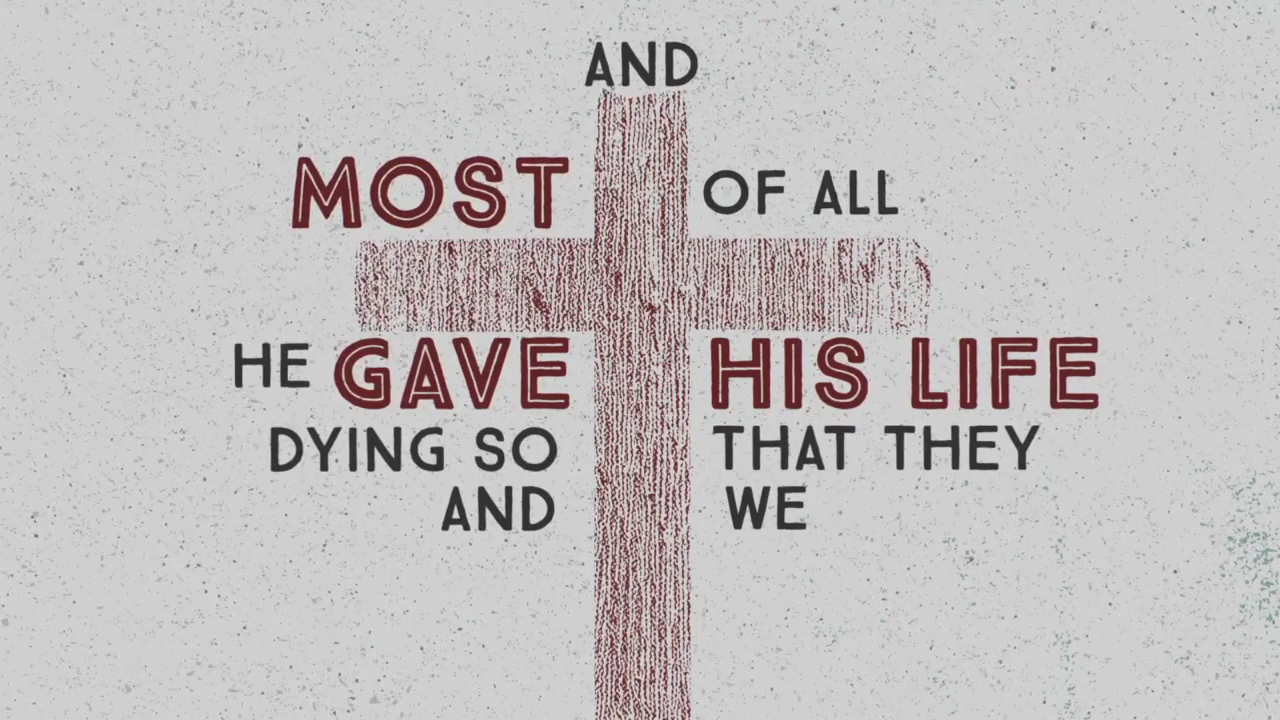 AND
MOST OF ALL
HE GAVE HIS LIFE
DYING SO THAT THEY
AND WE